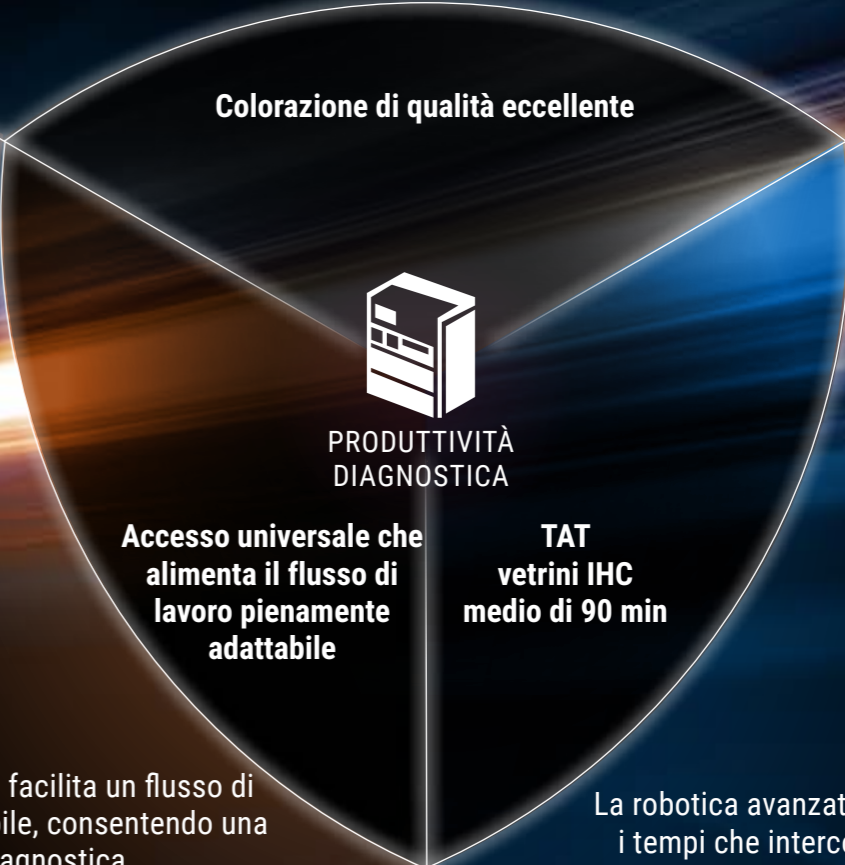 Colorazione di qualità eccellente
PRODUTTIVITÀ
DIAGNOSTICA
Accesso universale che
alimenta il flusso di
lavoro pienamente
adattabile
TAT
vetrini IHC
medio di 90 min
facilita un flusso di
consentendo una
La robotica
i tempi che